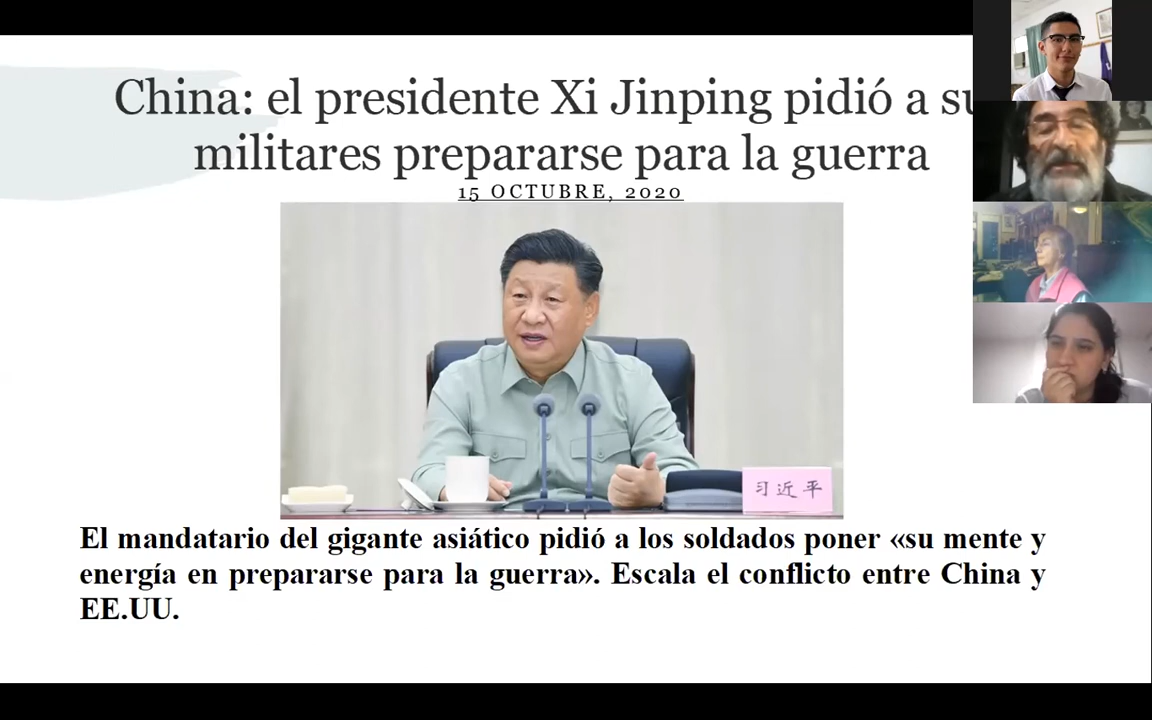 China: el presidente Xi Jinping pidió a su
militares prepararse para la guerra
15 OCTUBRE, 2020
习近平
El mandatario del gigante asiático pidió a los soldados poner «su mente y
energía en prepararse para la guerra». Escala el conflicto entre China y
EE.UU.